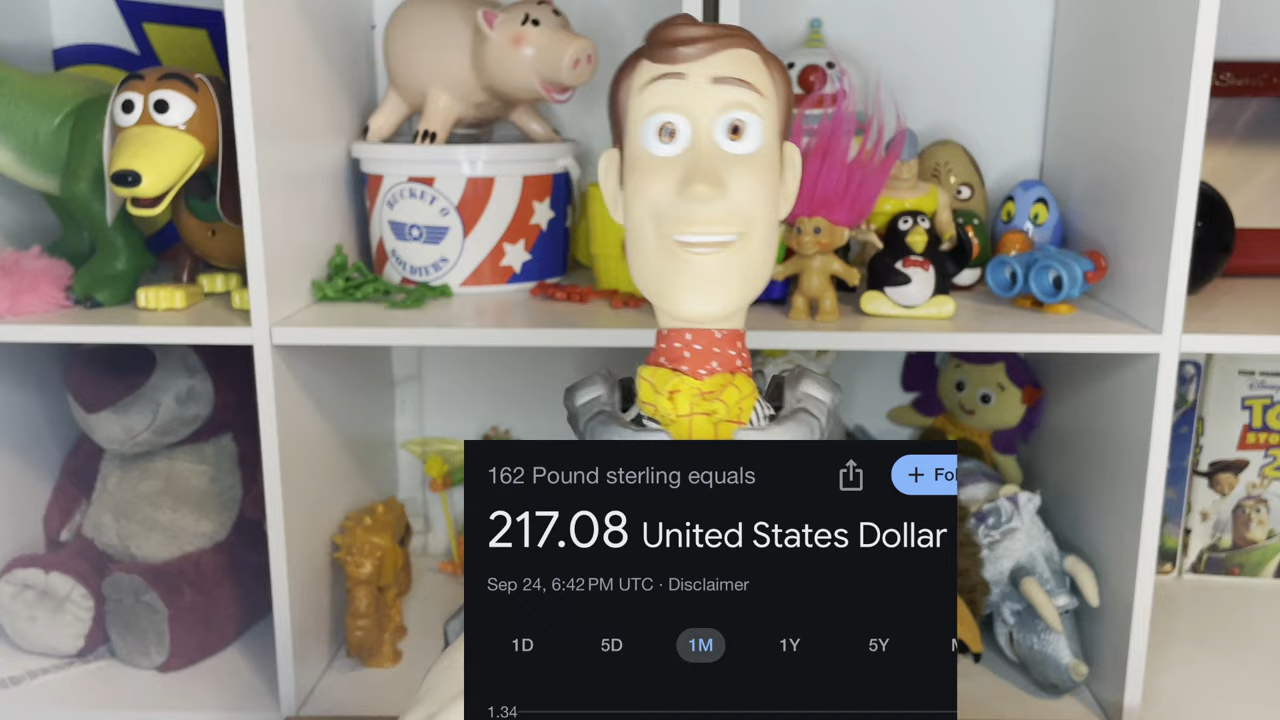 BUCKET O
SOLDIERS
162 Pound sterling equals
+ Fol
217.08 United States Dollar
Sep 24, 6:42 PM UTC · Disclaimer
1D 5D 1M 1Y 5Y
1.34